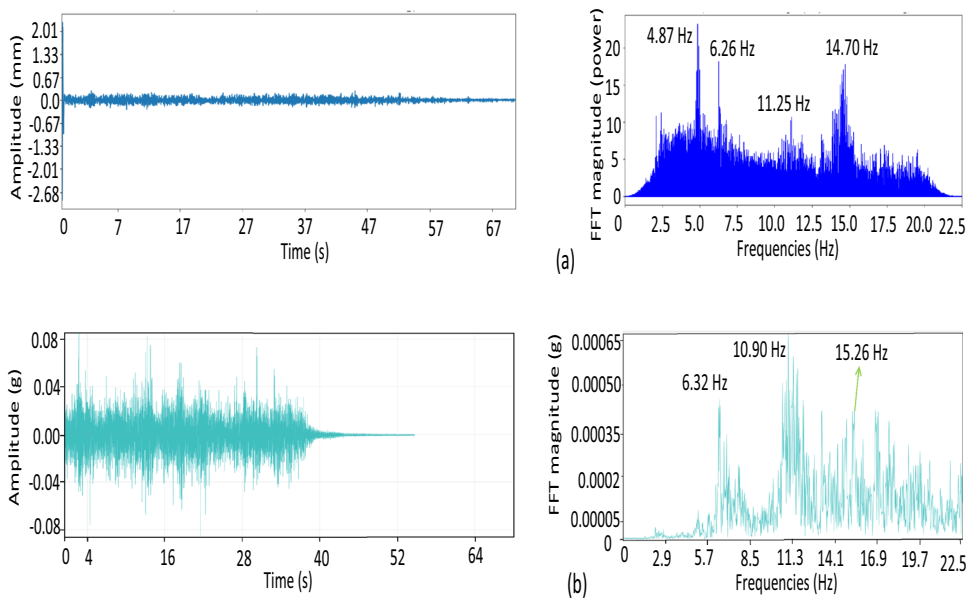 Amplitude (mm)
2.01
1.33
0.67
0.0
-0.67
-1.33
-2.01
-2.68
0 7 17 27 37 47 57 67
Time (s)
FFT magnitude (power)
20
15
10
5
0
4.87 Hz
6.26 Hz
11.25 Hz
14.70 Hz
0 2.5 5.0 7.5 10.0 12.5 15.0 17.5 20.0 22.5
Frequencies (Hz)
(a)
Amplitude (g)
0.08
0.04
0.00
-0.04
-0.08
0 4 16 28 40 52 64
Time (s)
FFT magnitude (g)
0.00065
0.00050
0.00035
0.0002
0.00005
0
6.32 Hz
10.90 Hz
15.26 Hz
0 2.9 5.7 8.5 11.3 14.1 16.9 19.7 22.5
Frequencies (Hz)
(b)